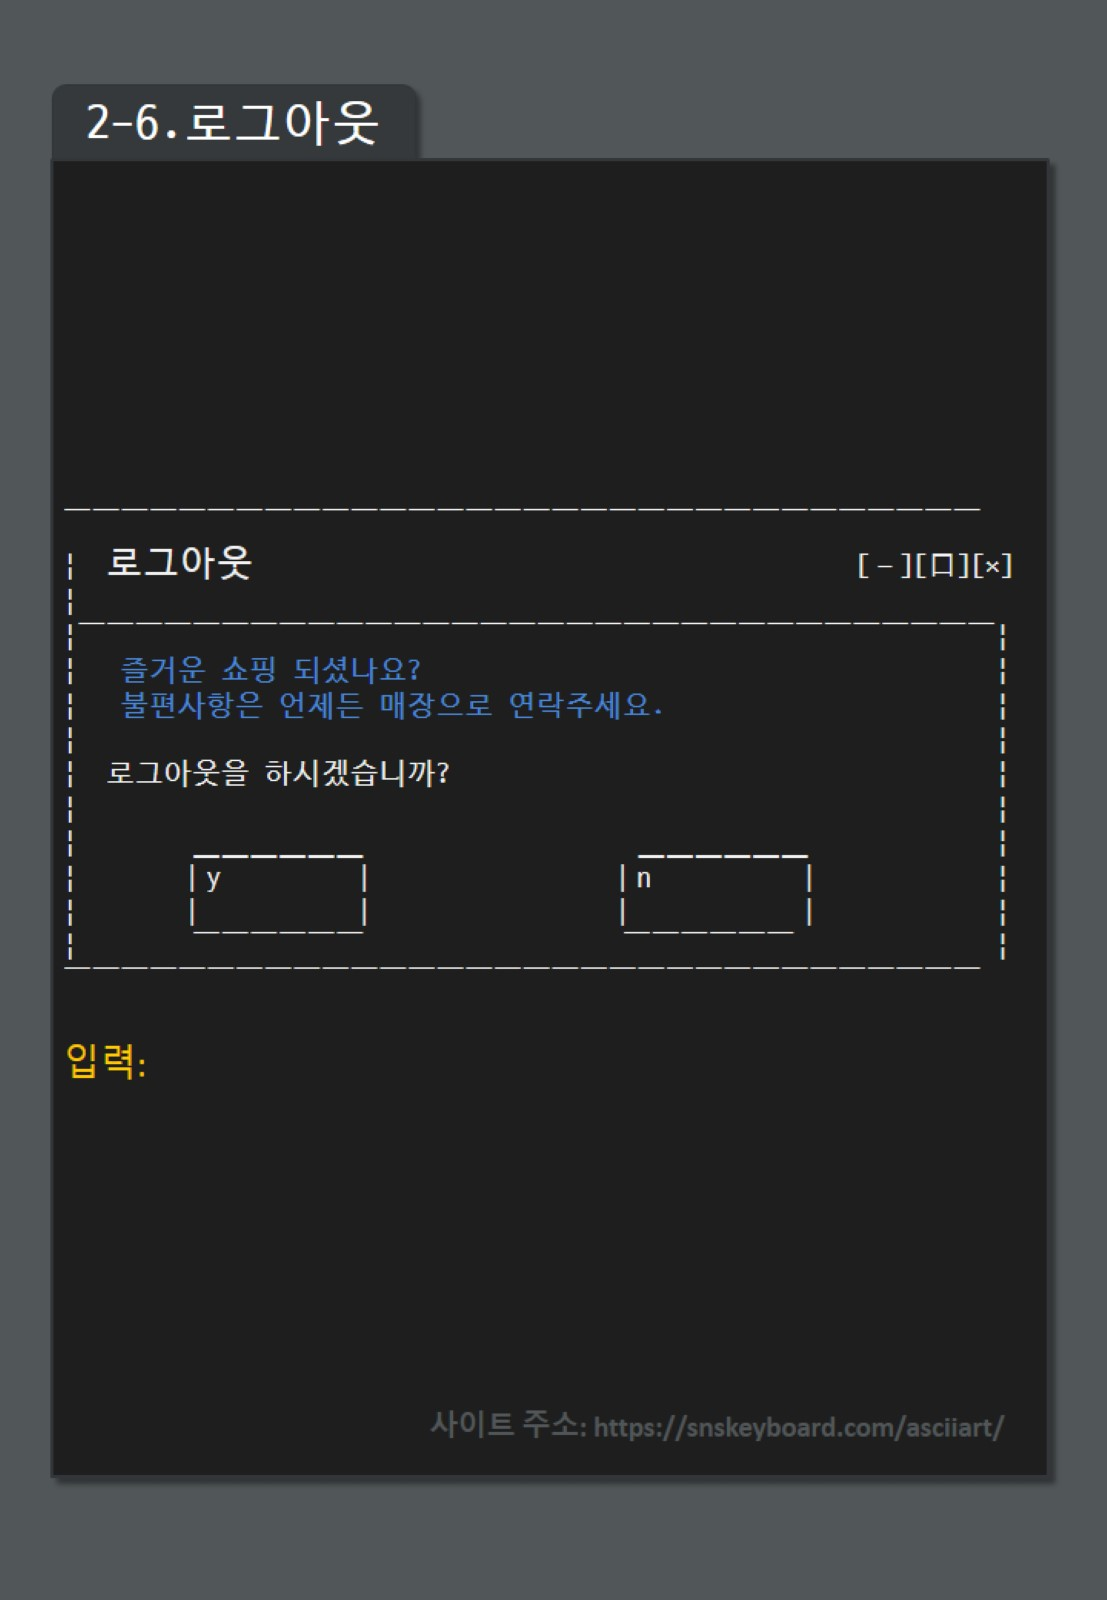 2-6.로그아웃
로그아웃 [-][口][×]
즐거운 쇼핑 되셨나요?
불편사항은 언제든 매장으로 연락주세요.
로그아웃을 하시겠습니까?
y n
입력:
사이트 주소: https://snskeyboard.com/asciiart/